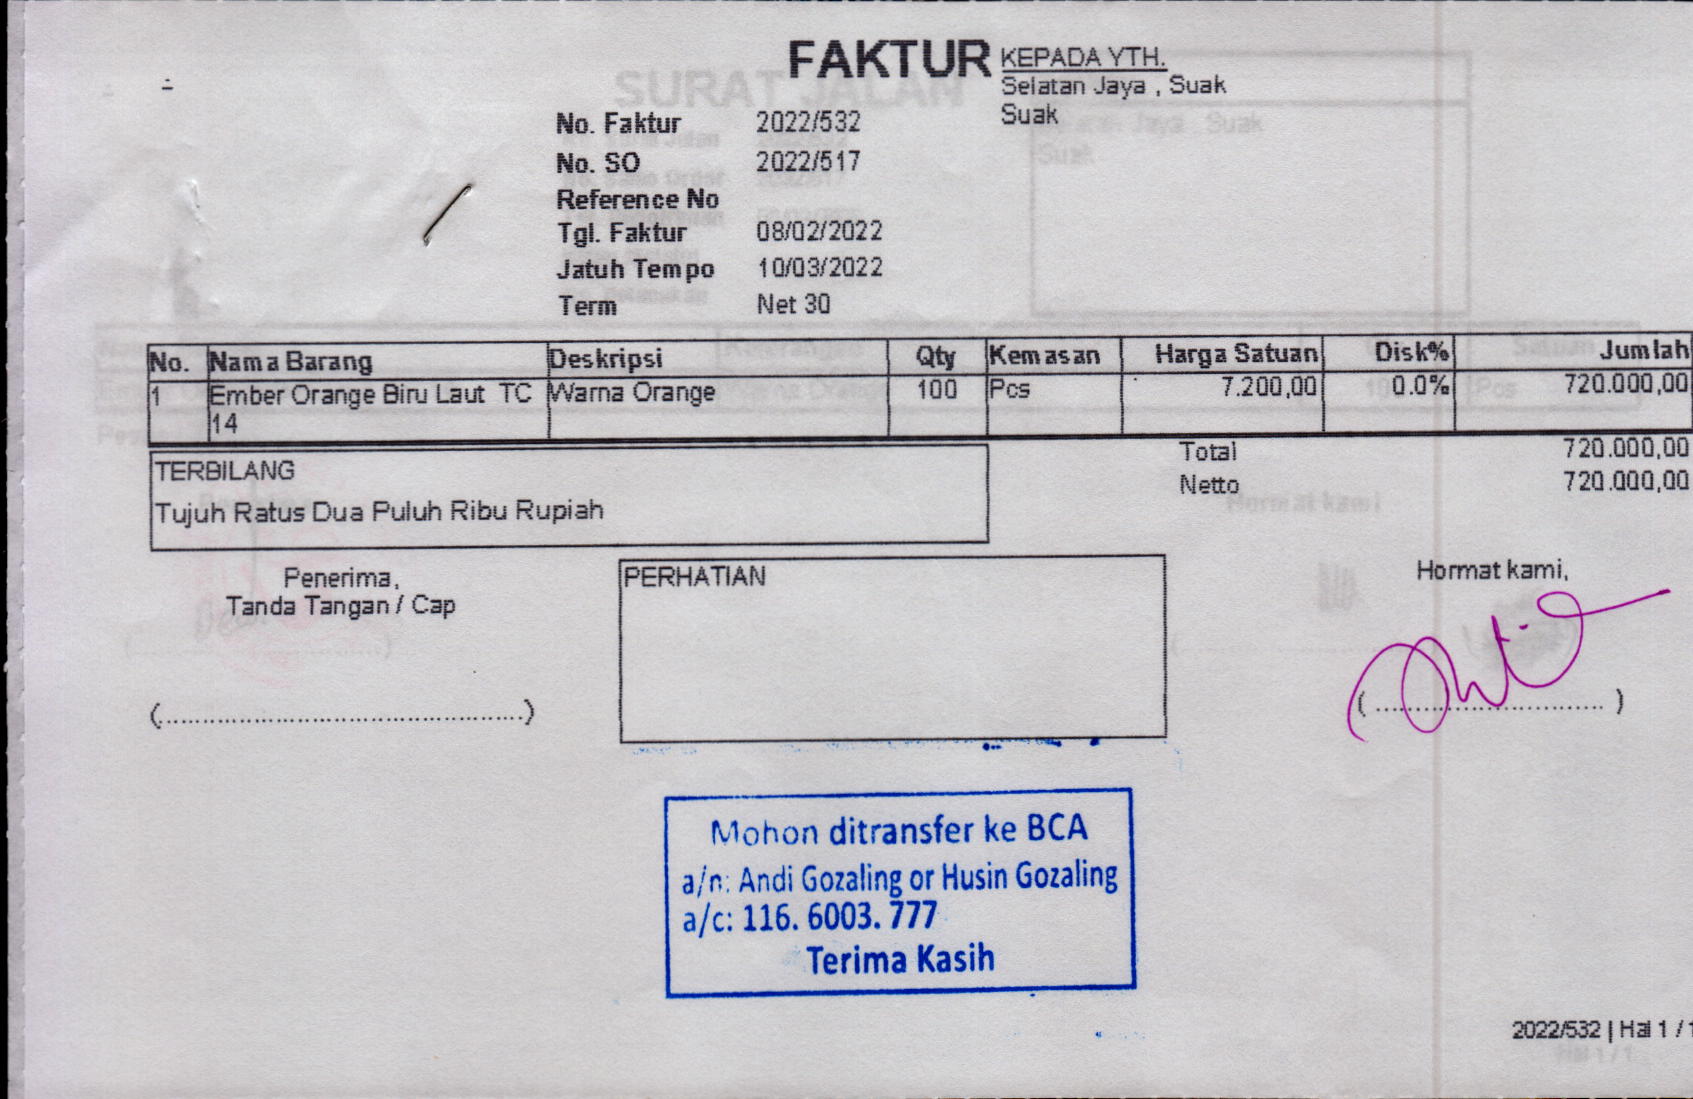 FAKTUR
KEPADA YTH.
Selatan Jaya , Suak
Suak
No. Faktur 2022/532
No. SO 2022/517
Reference No
Tgl. Faktur 08/02/2022
Jatuh Tempo 10/03/2022
Term Net 30
No. Nama Barang Deskripsi Qty Kemasan Harga Satuan Disk% Jumlah
1 Ember Orange Biru Laut TC Warna Orange 100 Pcs 7.200,00 0.0% 720.000,00
14
Total 720.000,00
Netto 720.000,00
TERBILANG
Tujuh Ratus Dua Puluh Ribu Rupiah
Penerima,
Tanda Tangan / Cap
(................................................)
PERHATIAN
Hormat kami,
(..............................)
Mohon ditransfer ke BCA
a/n: Andi Gozaling or Husin Gozaling
a/c: 116. 6003. 777
Terima Kasih
2022/532 | Hal 1 / 1